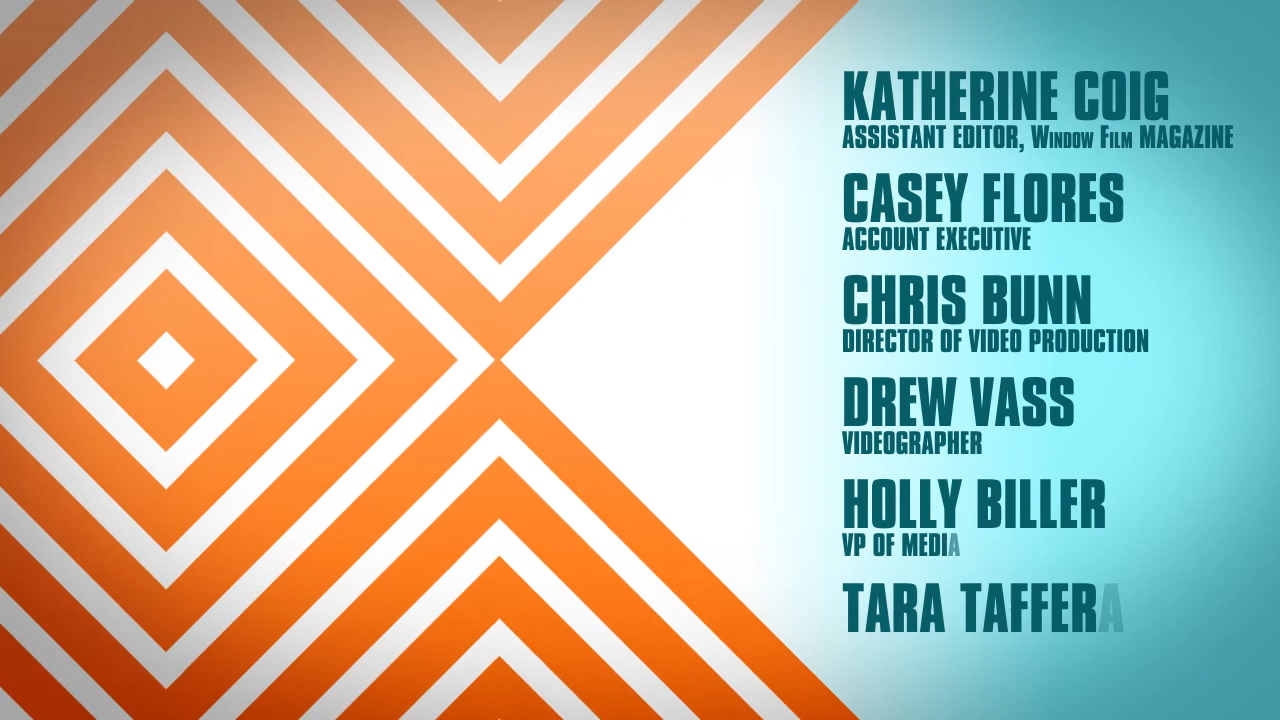 KATHERINE COIG
ASSISTANT EDITOR, Window Film MAGAZINE
CASEY FLORES
ACCOUNT EXECUTIVE
CHRIS BUNN
DIRECTOR OF VIDEO PRODUCTION
DREW VASS
VIDEOGRAPHER
HOLLY BILLER
VP OF MEDIA
TARA TAFFERA